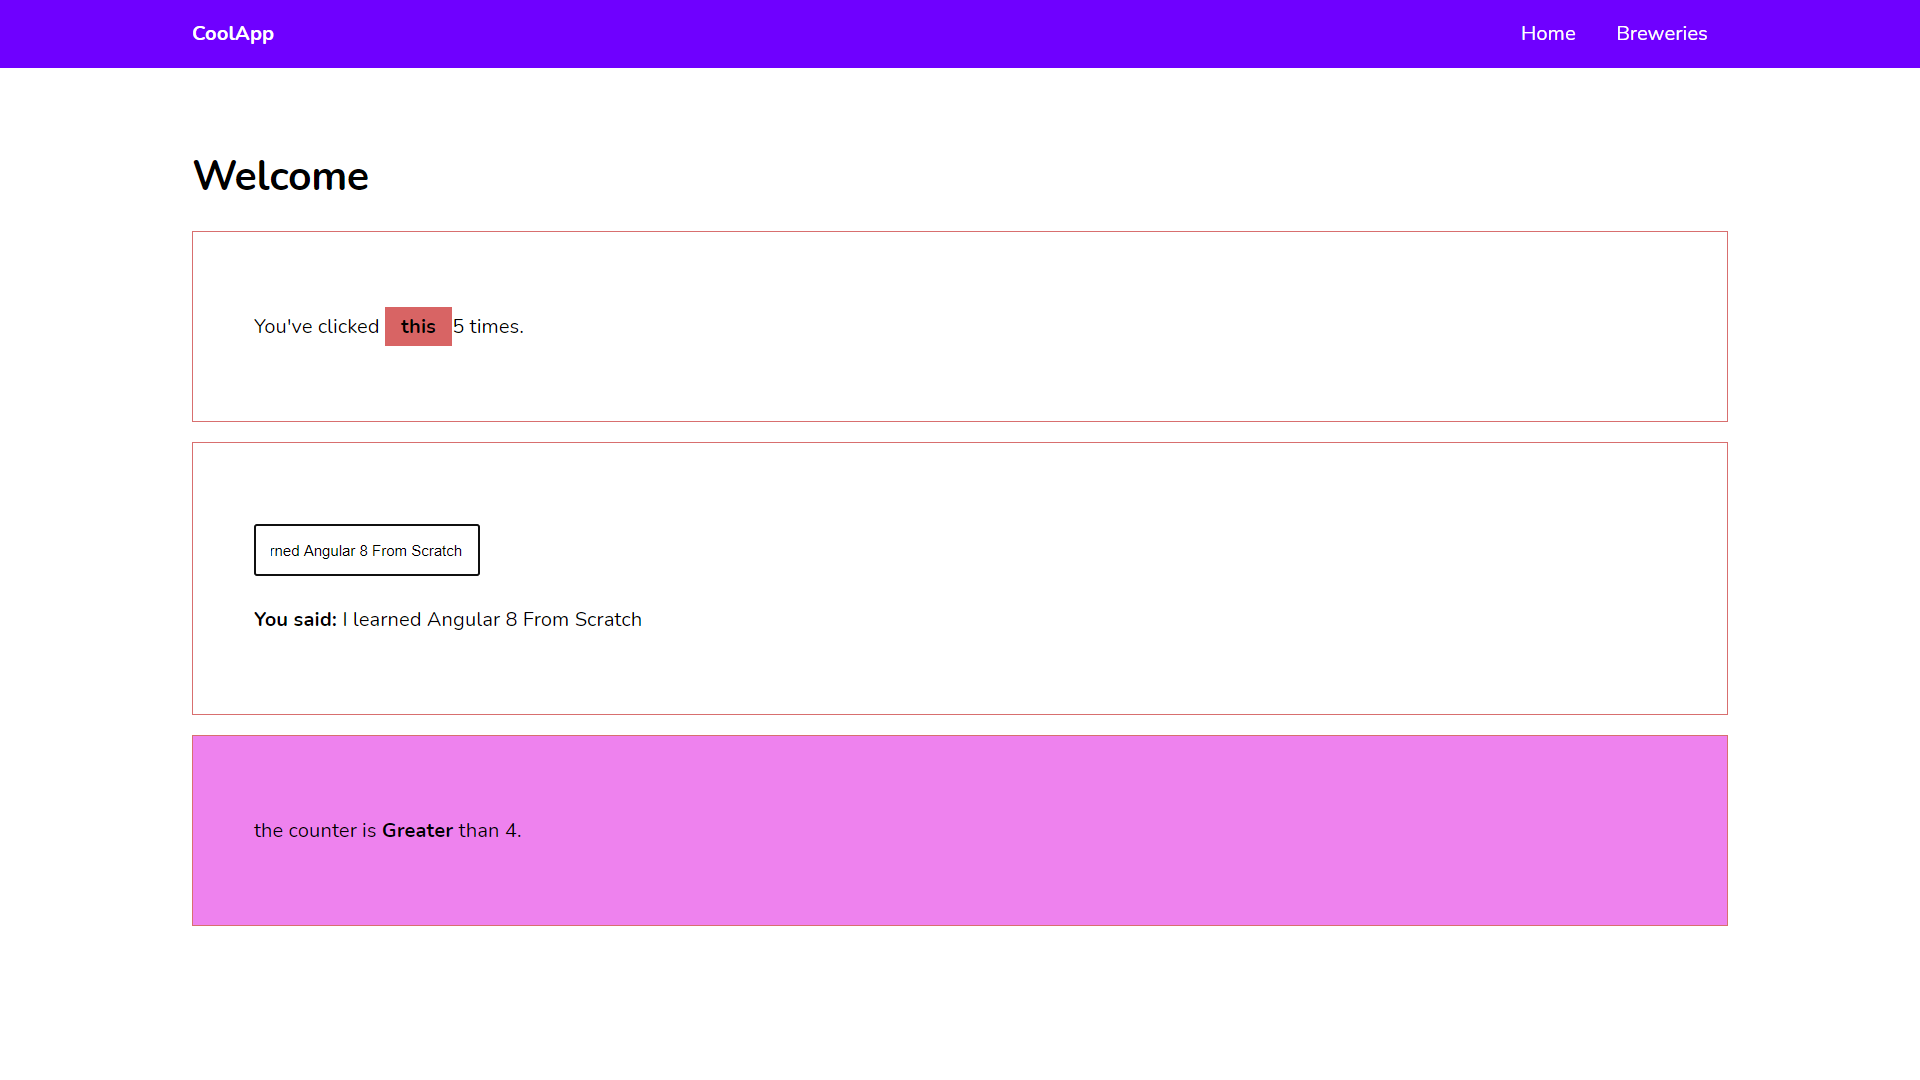 CoolApp
Home
Breweries
Welcome
You've clicked this 5 times.
rned Angular 8 From Scratch
You said: I learned Angular 8 From Scratch
the counter is Greater than 4.